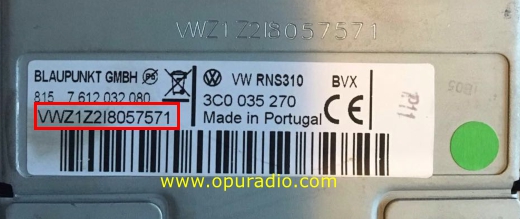 VWZ1Z2I8057571
BLAUPUNKT GMBH
VW RNS310 BVX
815 7 612 032 080
3C0 035 270
VWZ1Z2I8057571
Made in Portugal CE
P11
www.opuradio.com